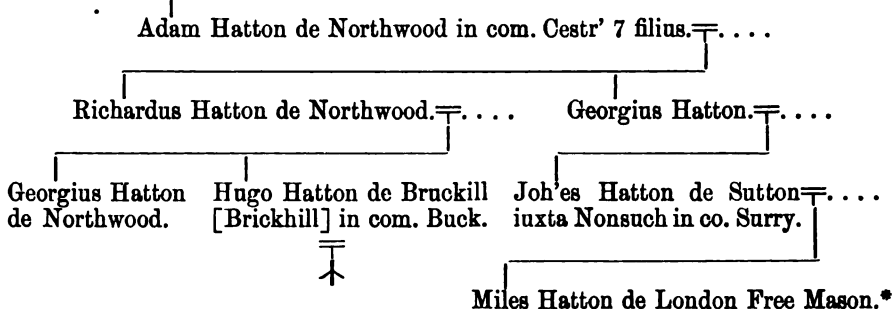 Adam Hatton de Northwood in com. Cestr' 7 filius.╤....
Richardus Hatton de Northwood.╤.... Georgius Hatton.╤....
Georgius Hatton Hugo Hatton de Bruckill Joh'es Hatton de Sutton╤....
de Northwood. [Brickhill] in com. Buck. iuxta Nonsuch in co. Surry.
Miles Hatton de London Free Mason.*